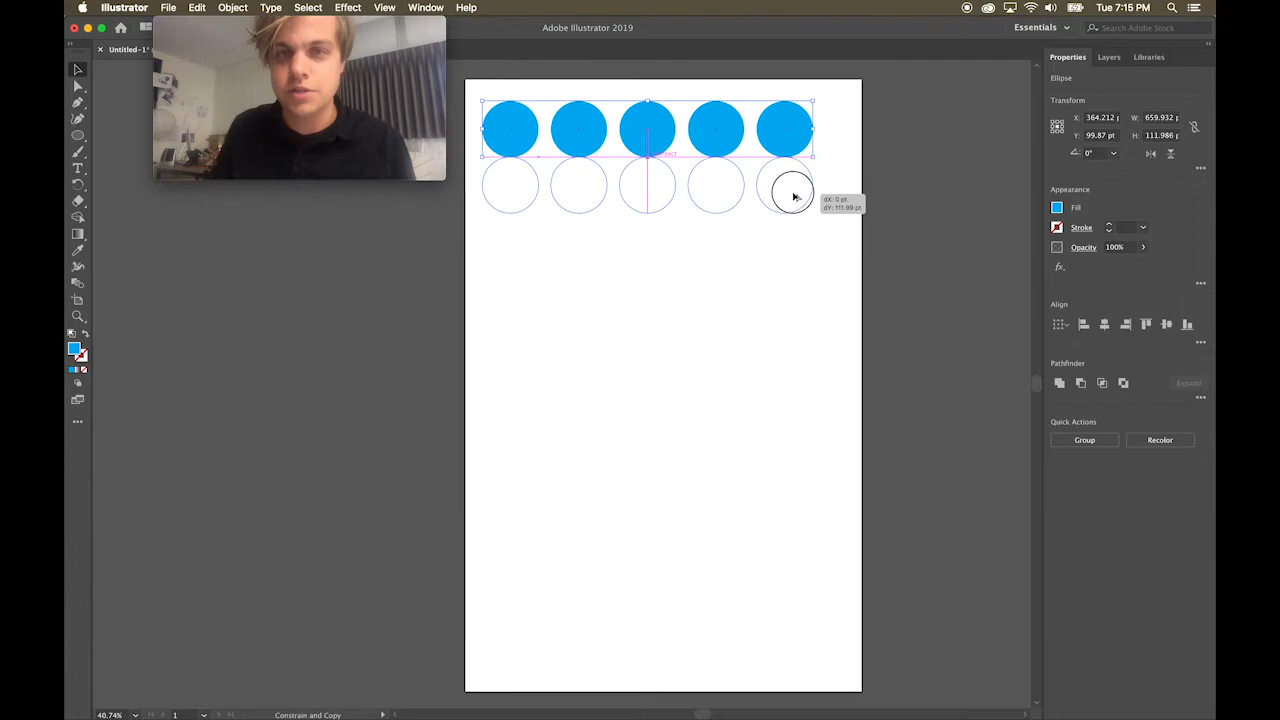 Illustrator File Edit Object Type Select Effect View Window Help
Tue 7:15 PM
Adobe Illustrator 2019
Essentials
Search Adobe Stock
Untitled-1*
Properties Layers Libraries
Ellipse
Transform
X: 364.212 W: 659.932
Y: 99.87 pt H: 111.986
0°
Appearance
Fill
Stroke
Opacity 100%
fx.
dX: 0 pt
dY: 111.99 pt
Align
Pathfinder
Expand
Quick Actions
Group Recolor
40.74% 1 Constrain and Copy